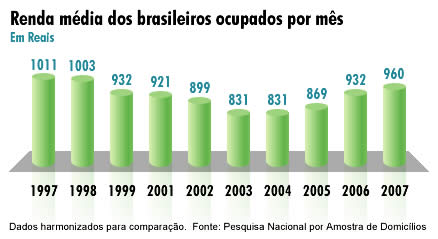 Renda média dos brasileiros ocupados por mês
Em Reais
1011 1003 932 921 899 831 831 869 932 960
1997 1998 1999 2001 2002 2003 2004 2005 2006 2007
Dados harmonizados para comparação. Fonte: Pesquisa Nacional por Amostra de Domicílios